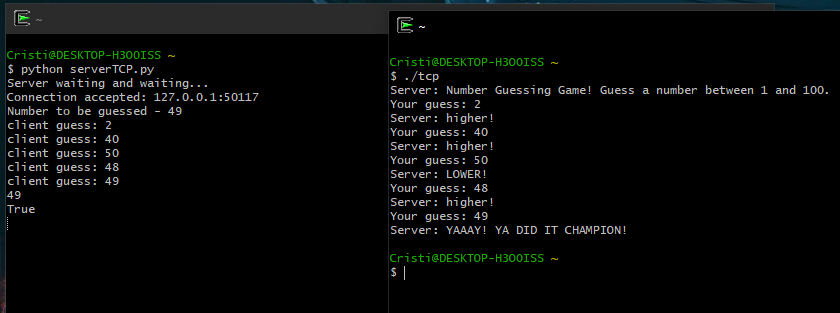 ~
Cristi@DESKTOP-H3OOISS ~
$ python serverTCP.py
Server waiting and waiting...
Connection accepted: 127.0.0.1:50117
Number to be guessed - 49
client guess: 2
client guess: 40
client guess: 50
client guess: 48
client guess: 49
49
True
~
Cristi@DESKTOP-H3OOISS ~
$ ./tcp
Server: Number Guessing Game! Guess a number between 1 and 100.
Your guess: 2
Server: higher!
Your guess: 40
Server: higher!
Your guess: 50
Server: LOWER!
Your guess: 48
Server: higher!
Your guess: 49
Server: YAAAY! YA DID IT CHAMPION!
Cristi@DESKTOP-H3OOISS ~
$